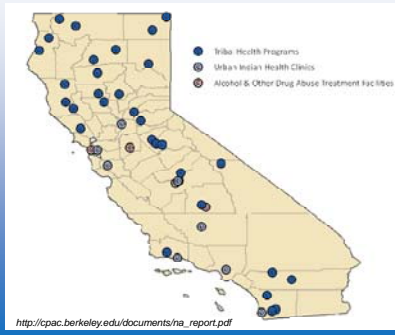 Tribal Health Programs
Urban Indian Health Clinics
Alcohol & Other Drug Abuse Treatment Facilities
http://cpac.berkeley.edu/documents/na_report.pdf